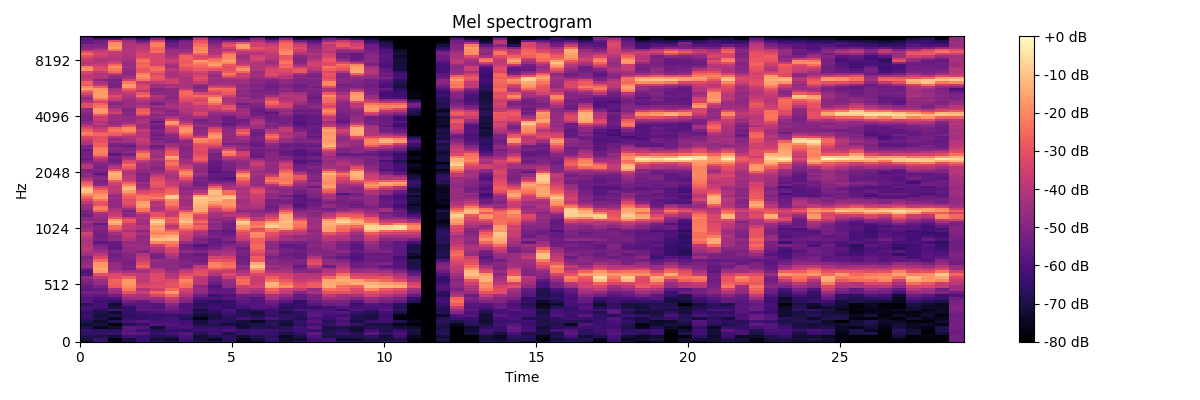 Mel spectrogram
8192
4096
2048
1024
512
0
Hz
0 5 10 15 20 25
Time
+0 dB
-10 dB
-20 dB
-30 dB
-40 dB
-50 dB
-60 dB
-70 dB
-80 dB